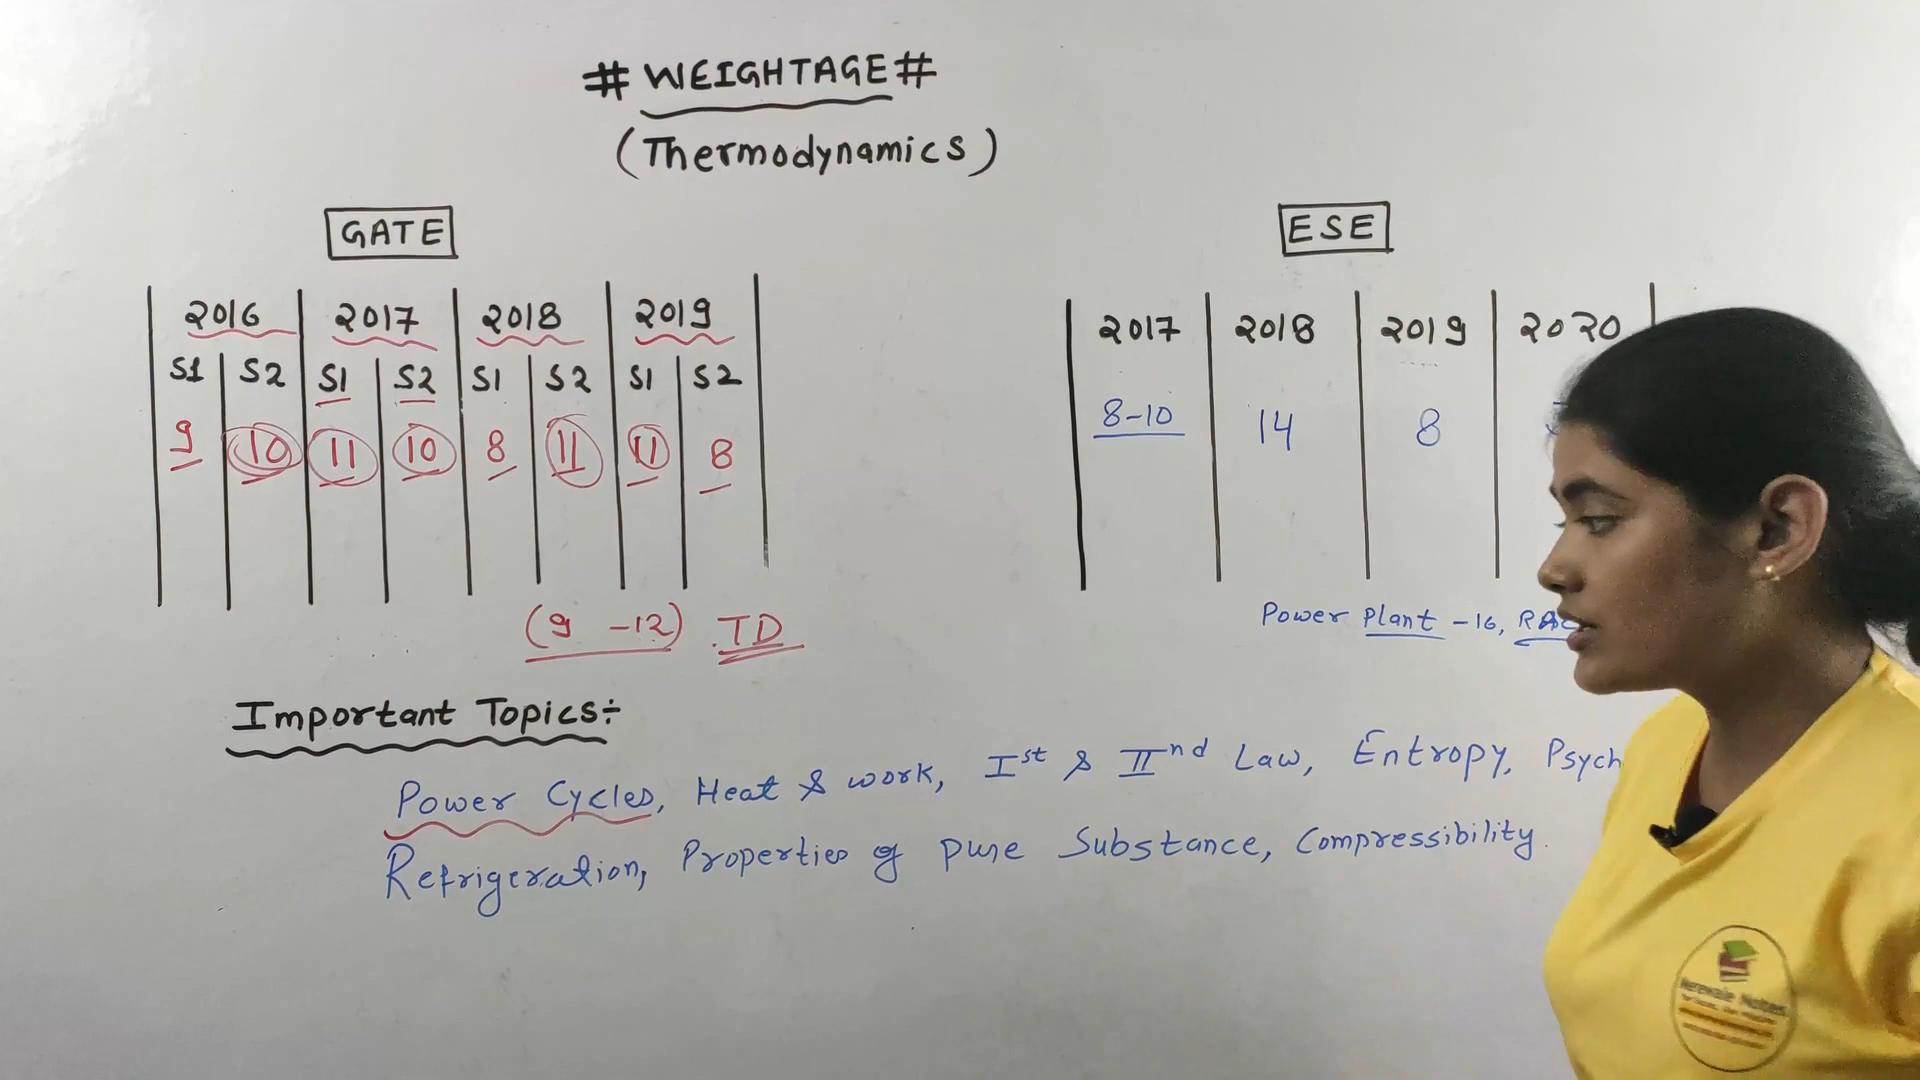 # WEIGHTAGE #
(Thermodynamics)
GATE
2016 2017 2018 2019
S1 S2 S1 S2 S1 S2 S1 S2
9 10 11 10 8 11 11 8
(9 -12) TD
ESE
2017 2018 2019 2020
8-10 14 8
Power Plant - 16, RAC
Important Topics:
Power Cycles, Heat & work, Ist & IInd Law, Entropy, Psych
Refrigeration, Properties of pure Substance, Compressibility.